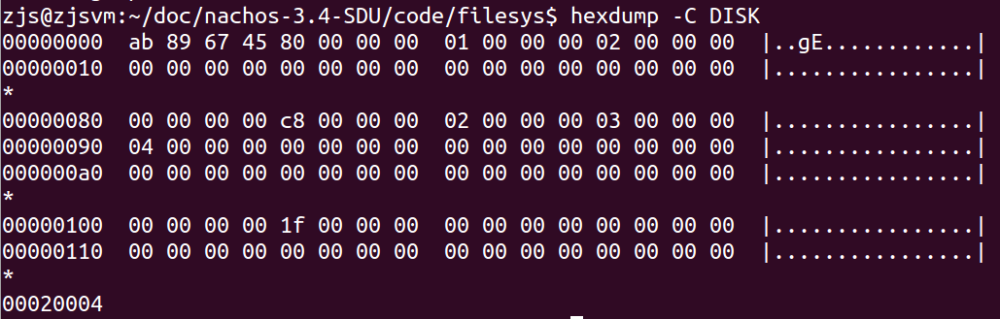 zjs@zjsvm:~/doc/nachos-3.4-SDU/code/filesys$ hexdump -C DISK
00000000  ab 89 67 45 80 00 00 00  01 00 00 00 02 00 00 00  |..gE............|
00000010  00 00 00 00 00 00 00 00  00 00 00 00 00 00 00 00  |................|
*
00000080  00 00 00 00 c8 00 00 00  02 00 00 00 03 00 00 00  |................|
00000090  04 00 00 00 00 00 00 00  00 00 00 00 00 00 00 00  |................|
000000a0  00 00 00 00 00 00 00 00  00 00 00 00 00 00 00 00  |................|
*
00000100  00 00 00 00 1f 00 00 00  00 00 00 00 00 00 00 00  |................|
00000110  00 00 00 00 00 00 00 00  00 00 00 00 00 00 00 00  |................|
*
00020004